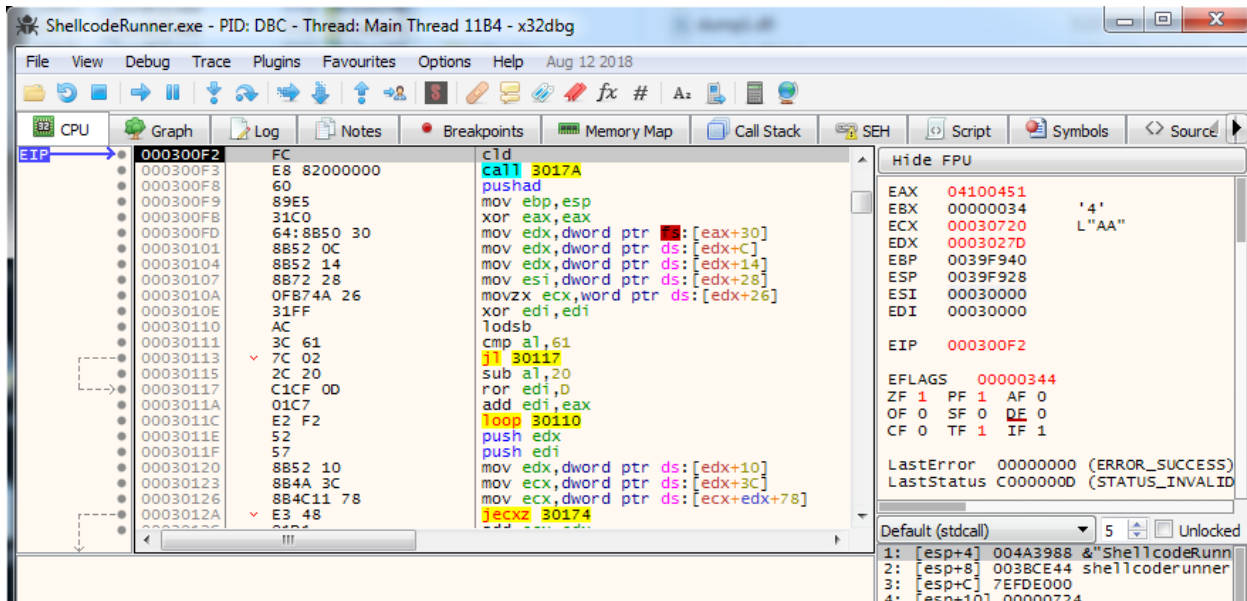 ShellcodeRunner.exe - PID: DBC - Thread: Main Thread 11B4 - x32dbg
File View Debug Trace Plugins Favourites Options Help Aug 12 2018
CPU Graph Log Notes Breakpoints Memory Map Call Stack SEH Script Symbols Source
EIP 000300F2 FC cld
000300F3 E8 82000000 call 3017A
000300F8 60 pushad
000300F9 89E5 mov ebp,esp
000300FB 31C0 xor eax,eax
000300FD 64:8B50 30 mov edx,dword ptr fs:[eax+30]
00030101 8B52 0C mov edx,dword ptr ds:[edx+C]
00030104 8B52 14 mov edx,dword ptr ds:[edx+14]
00030107 8B72 28 mov esi,dword ptr ds:[edx+28]
0003010A 0FB74A 26 movzx ecx,word ptr ds:[edx+26]
0003010E 31FF xor edi,edi
00030110 AC lodsb
00030111 3C 61 cmp al,61
00030113 7C 02 jl 30117
00030115 2C 20 sub al,20
00030117 C1CF 0D ror edi,D
0003011A 01C7 add edi,eax
0003011C E2 F2 loop 30110
0003011E 52 push edx
0003011F 57 push edi
00030120 8B52 10 mov edx,dword ptr ds:[edx+10]
00030123 8B4A 3C mov ecx,dword ptr ds:[edx+3C]
00030126 8B4C11 78 mov ecx,dword ptr ds:[ecx+edx+78]
0003012A E3 48 jecxz 30174
Hide FPU
EAX 04100451
EBX 00000034 '4'
ECX 00030720 L"AA"
EDX 0003027D
EBP 0039F940
ESP 0039F928
ESI 00030000
EDI 00030000
EIP 000300F2
EFLAGS 00000344
ZF 1 PF 1 AF 0
OF 0 SF 0 DF 0
CF 0 TF 1 IF 1
LastError 00000000 (ERROR_SUCCESS)
LastStatus C000000D (STATUS_INVALID
Default (stdcall) 5 Unlocked
1: [esp+4] 004A3988 &"ShellcodeRunn
2: [esp+8] 003BCE44 shellcoderunner
3: [esp+C] 7EFDE000
4: [esp+10] 00000724